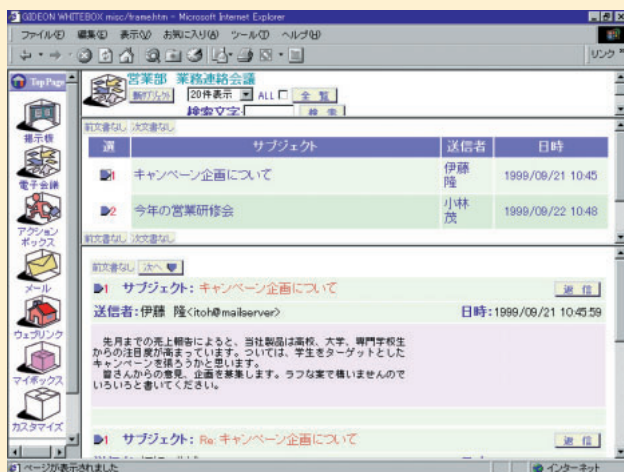 GIDEON WHITEBOX misc/frame.htm - Microsoft Internet Explorer
ファイル(F) 編集(E) 表示(V) お気に入り(A) ツール(T) ヘルプ(H)
リンク
Top Page
営業部 業務連絡会議
新サブジェクト 20件表示 ALL 全覧
検索文字 検索
掲示板
電子会議
アクションボックス
メール
ウェブリンク
マイボックス
カスタマイズ
前文書なし 次文書なし
選 サブジェクト 送信者 日時
1 キャンペーン企画について 伊藤 隆 1999/09/21 10:45
2 今年の営業研修会 小林 茂 1999/09/22 10:48
前文書なし 次文書なし
前文書なし 次へ
1 サブジェクト: キャンペーン企画について 返信
送信者:伊藤 隆<itoh@mailserver> 日時:1999/09/21 10:45:59
先月までの売上報告によると、当社製品は高校、大学、専門学校生
からの注目度が高まっています。ついては、学生をターゲットとした
キャンペーンを張ろうかと思います。
皆さんからの意見、企画を募集します。ラフな案で構いませんので
いろいろと書いてください。
1 サブジェクト: Re: キャンペーン企画について 返信
ページが表示されました インターネット